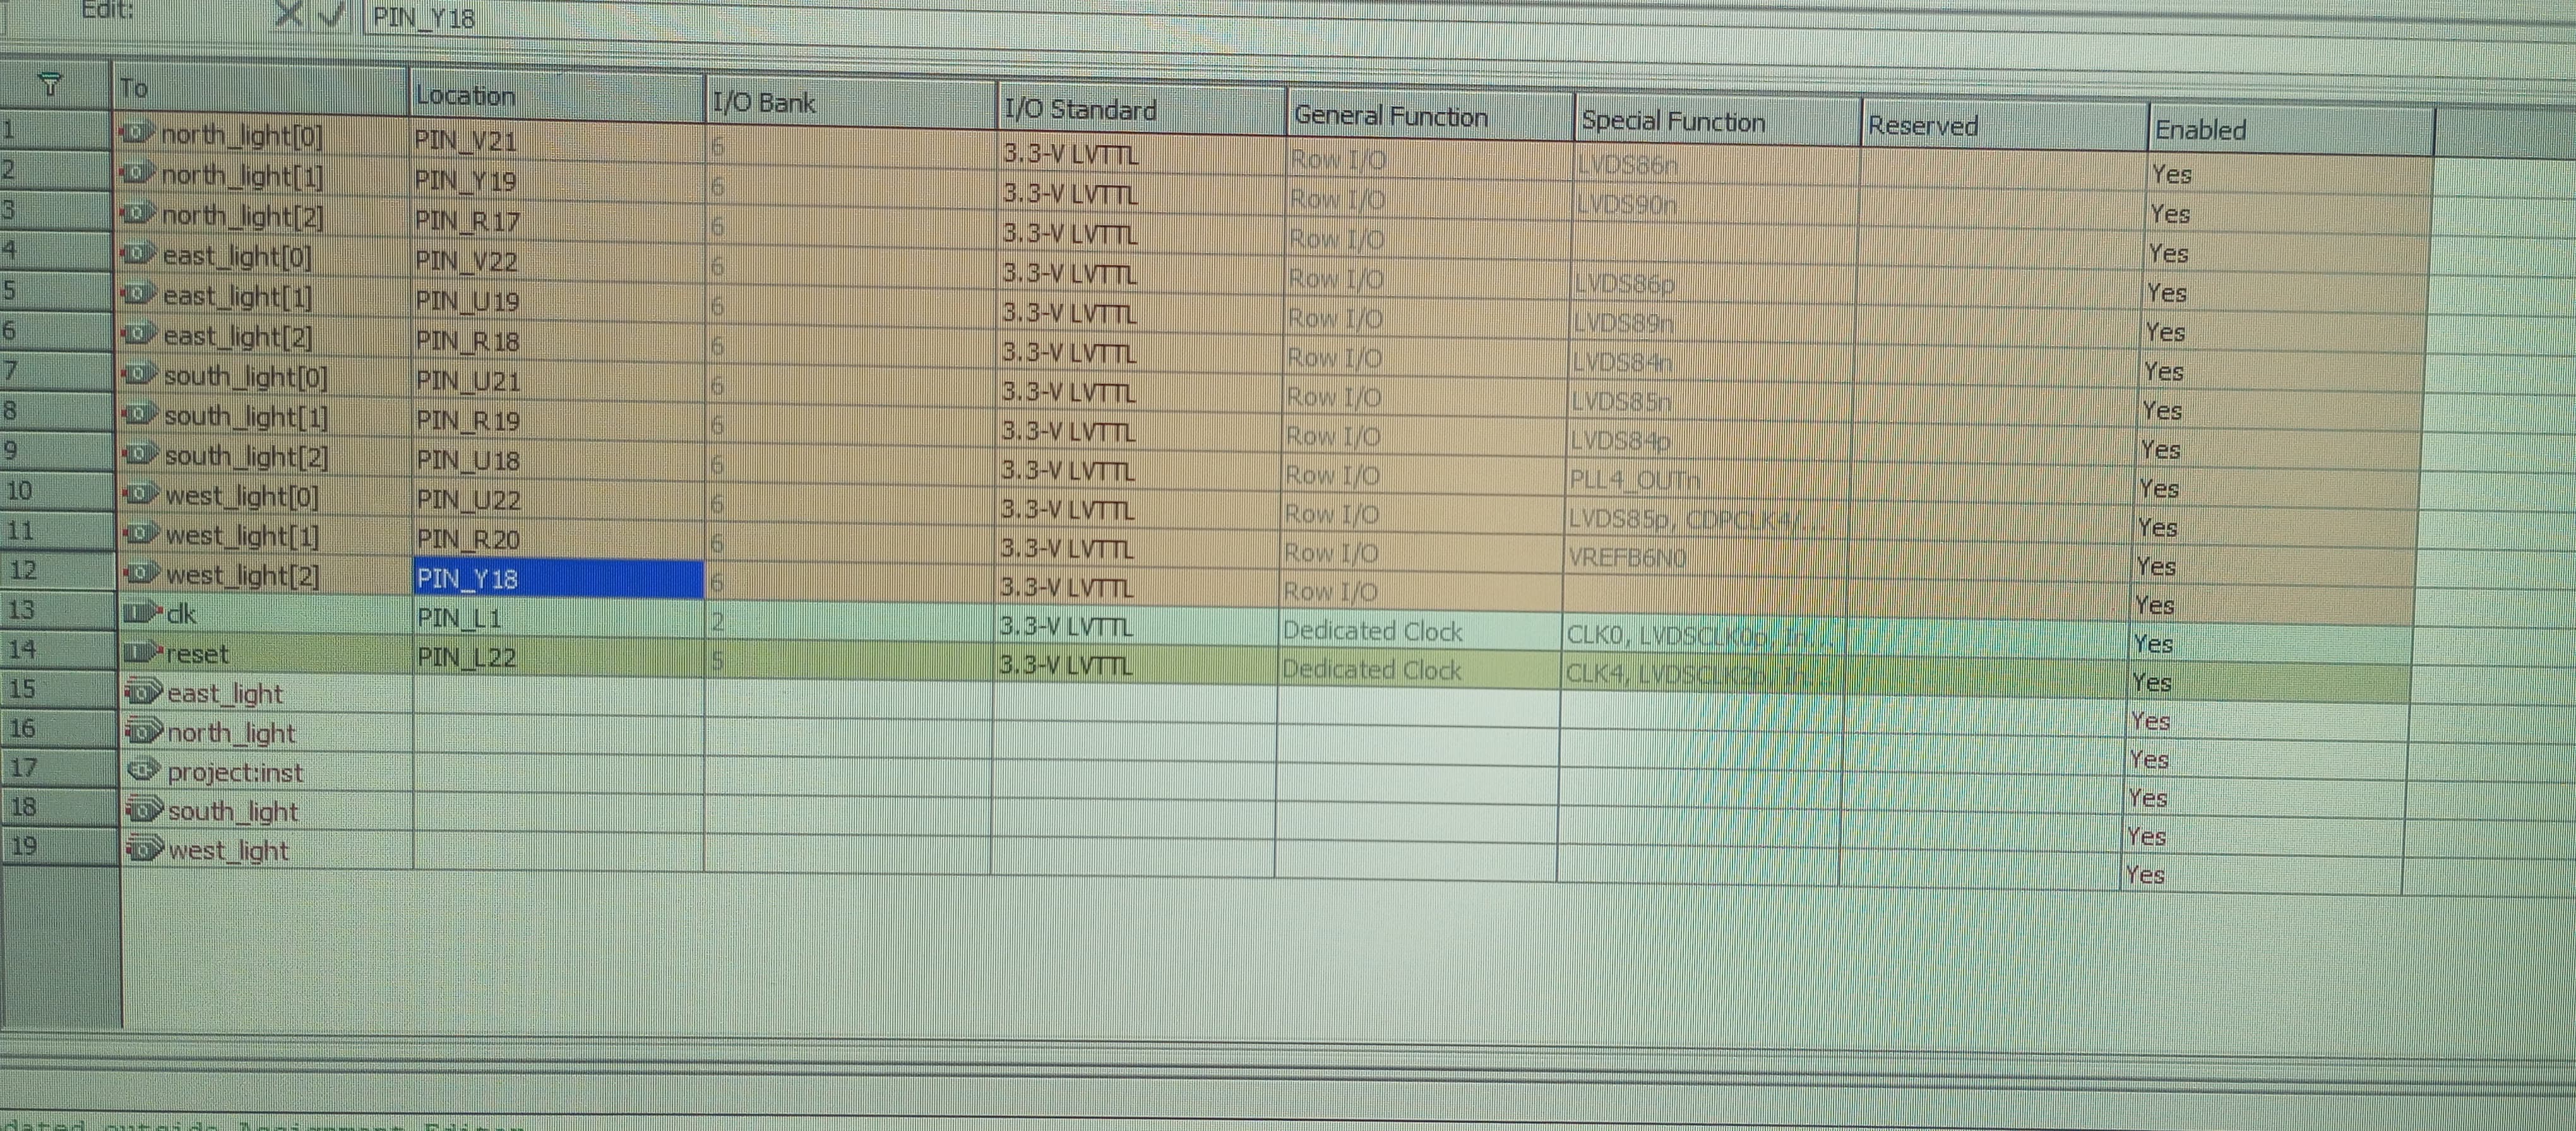 Edit: PIN_Y18
To Location I/O Bank I/O Standard General Function Special Function Reserved Enabled
1 north_light[0] PIN_V21 6 3.3-V LVTTL Row I/O LVDS86n Yes
2 north_light[1] PIN_Y19 6 3.3-V LVTTL Row I/O LVDS90n Yes
3 north_light[2] PIN_R17 6 3.3-V LVTTL Row I/O Yes
4 east_light[0] PIN_V22 6 3.3-V LVTTL Row I/O LVDS86p Yes
5 east_light[1] PIN_U19 6 3.3-V LVTTL Row I/O LVDS89n Yes
6 east_light[2] PIN_R18 6 3.3-V LVTTL Row I/O LVDS84n Yes
7 south_light[0] PIN_U21 6 3.3-V LVTTL Row I/O LVDS85n Yes
8 south_light[1] PIN_R19 6 3.3-V LVTTL Row I/O LVDS84p Yes
9 south_light[2] PIN_U18 6 3.3-V LVTTL Row I/O PLL4_OUTn Yes
10 west_light[0] PIN_U22 6 3.3-V LVTTL Row I/O LVDS85p, CDPCLK4/... Yes
11 west_light[1] PIN_R20 6 3.3-V LVTTL Row I/O VREFB6N0 Yes
12 west_light[2] PIN_Y18 6 3.3-V LVTTL Row I/O Yes
13 clk PIN_L1 2 3.3-V LVTTL Dedicated Clock CLK0, LVDSCLK0p, In... Yes
14 reset PIN_L22 5 3.3-V LVTTL Dedicated Clock CLK4, LVDSCLK2p, In... Yes
15 east_light Yes
16 north_light Yes
17 project:inst Yes
18 south_light Yes
19 west_light Yes